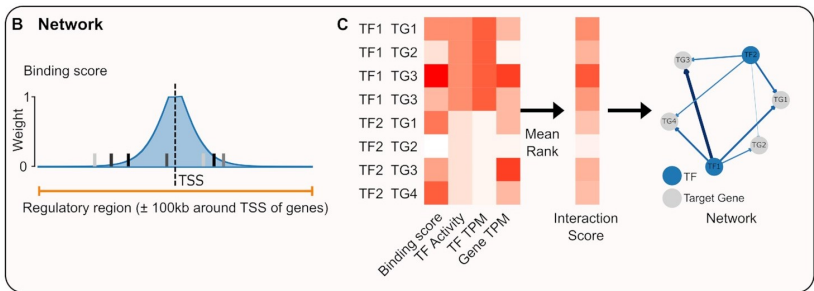 B Network
Binding score
Weight
1
0
TSS
Regulatory region (± 100kb around TSS of genes)
C
TF1 TG1
TF1 TG2
TF1 TG3
TF1 TG3
TF2 TG1
TF2 TG2
TF2 TG3
TF2 TG4
Binding score
TF Activity
TF TPM
Gene TPM
Mean
Rank
Interaction
Score
TG3
TF2
TG1
TG4
TG2
TF1
TF
Target Gene
Network